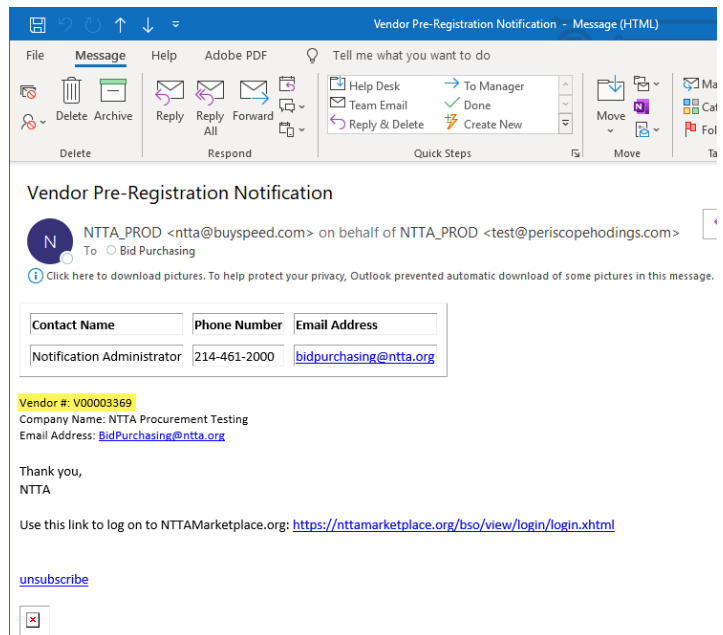 Vendor Pre-Registration Notification - Message (HTML)
File Message Help Adobe PDF Tell me what you want to do
Delete Archive
Reply Reply All Forward
Help Desk To Manager
Team Email Done
Reply & Delete Create New
Move
Delete Respond Quick Steps Move
Vendor Pre-Registration Notification
N
NTTA_PROD <ntta@buyspeed.com> on behalf of NTTA_PROD <test@periscopehodings.com>
To Bid Purchasing
Click here to download pictures. To help protect your privacy, Outlook prevented automatic download of some pictures in this message.
Contact Name Phone Number Email Address
Notification Administrator 214-461-2000 bidpurchasing@ntta.org
Vendor #: V00003369
Company Name: NTTA Procurement Testing
Email Address: BidPurchasing@ntta.org
Thank you,
NTTA
Use this link to log on to NTTAMarketplace.org: https://nttamarketplace.org/bso/view/login/login.xhtml
unsubscribe